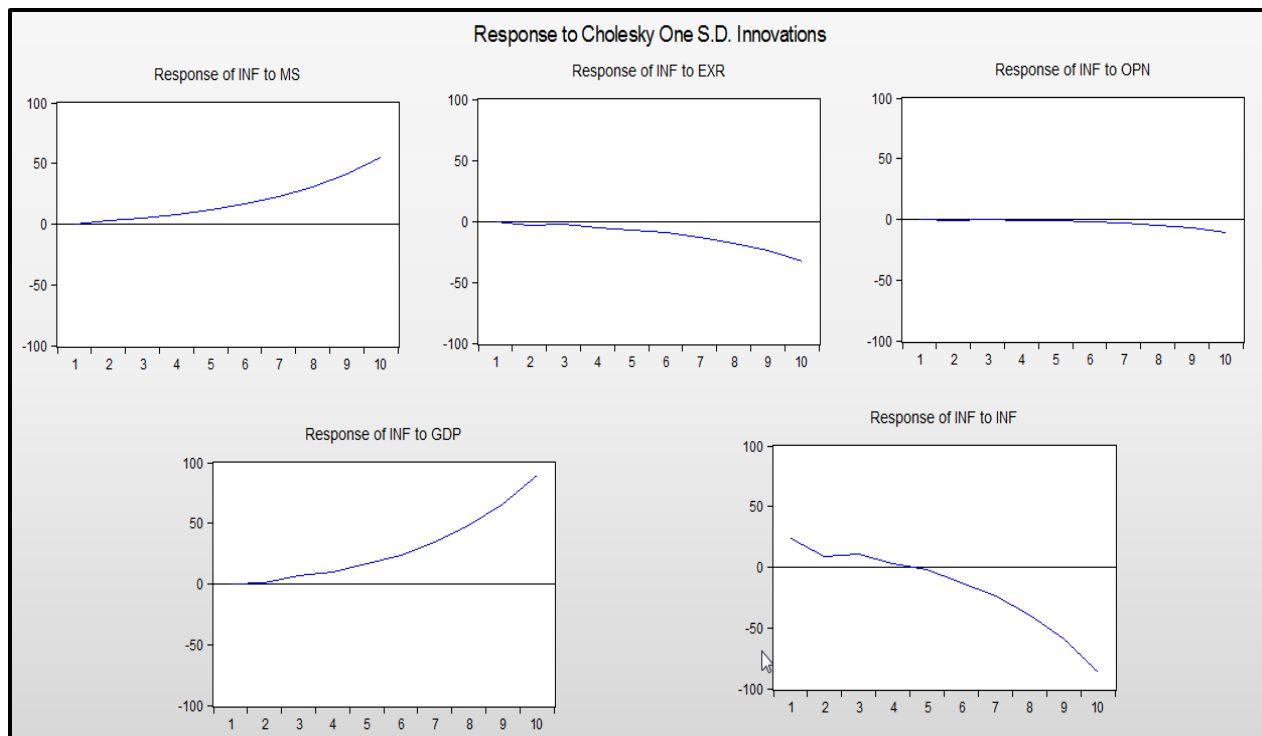 Response to Cholesky One S.D. Innovations
Response of INF to MS
100
50
0
-50
-100
1 2 3 4 5 6 7 8 9 10
Response of INF to EXR
100
50
0
-50
-100
1 2 3 4 5 6 7 8 9 10
Response of INF to OPN
100
50
0
-50
-100
1 2 3 4 5 6 7 8 9 10
Response of INF to GDP
100
50
0
-50
-100
1 2 3 4 5 6 7 8 9 10
Response of INF to INF
100
50
0
-50
-100
1 2 3 4 5 6 7 8 9 10